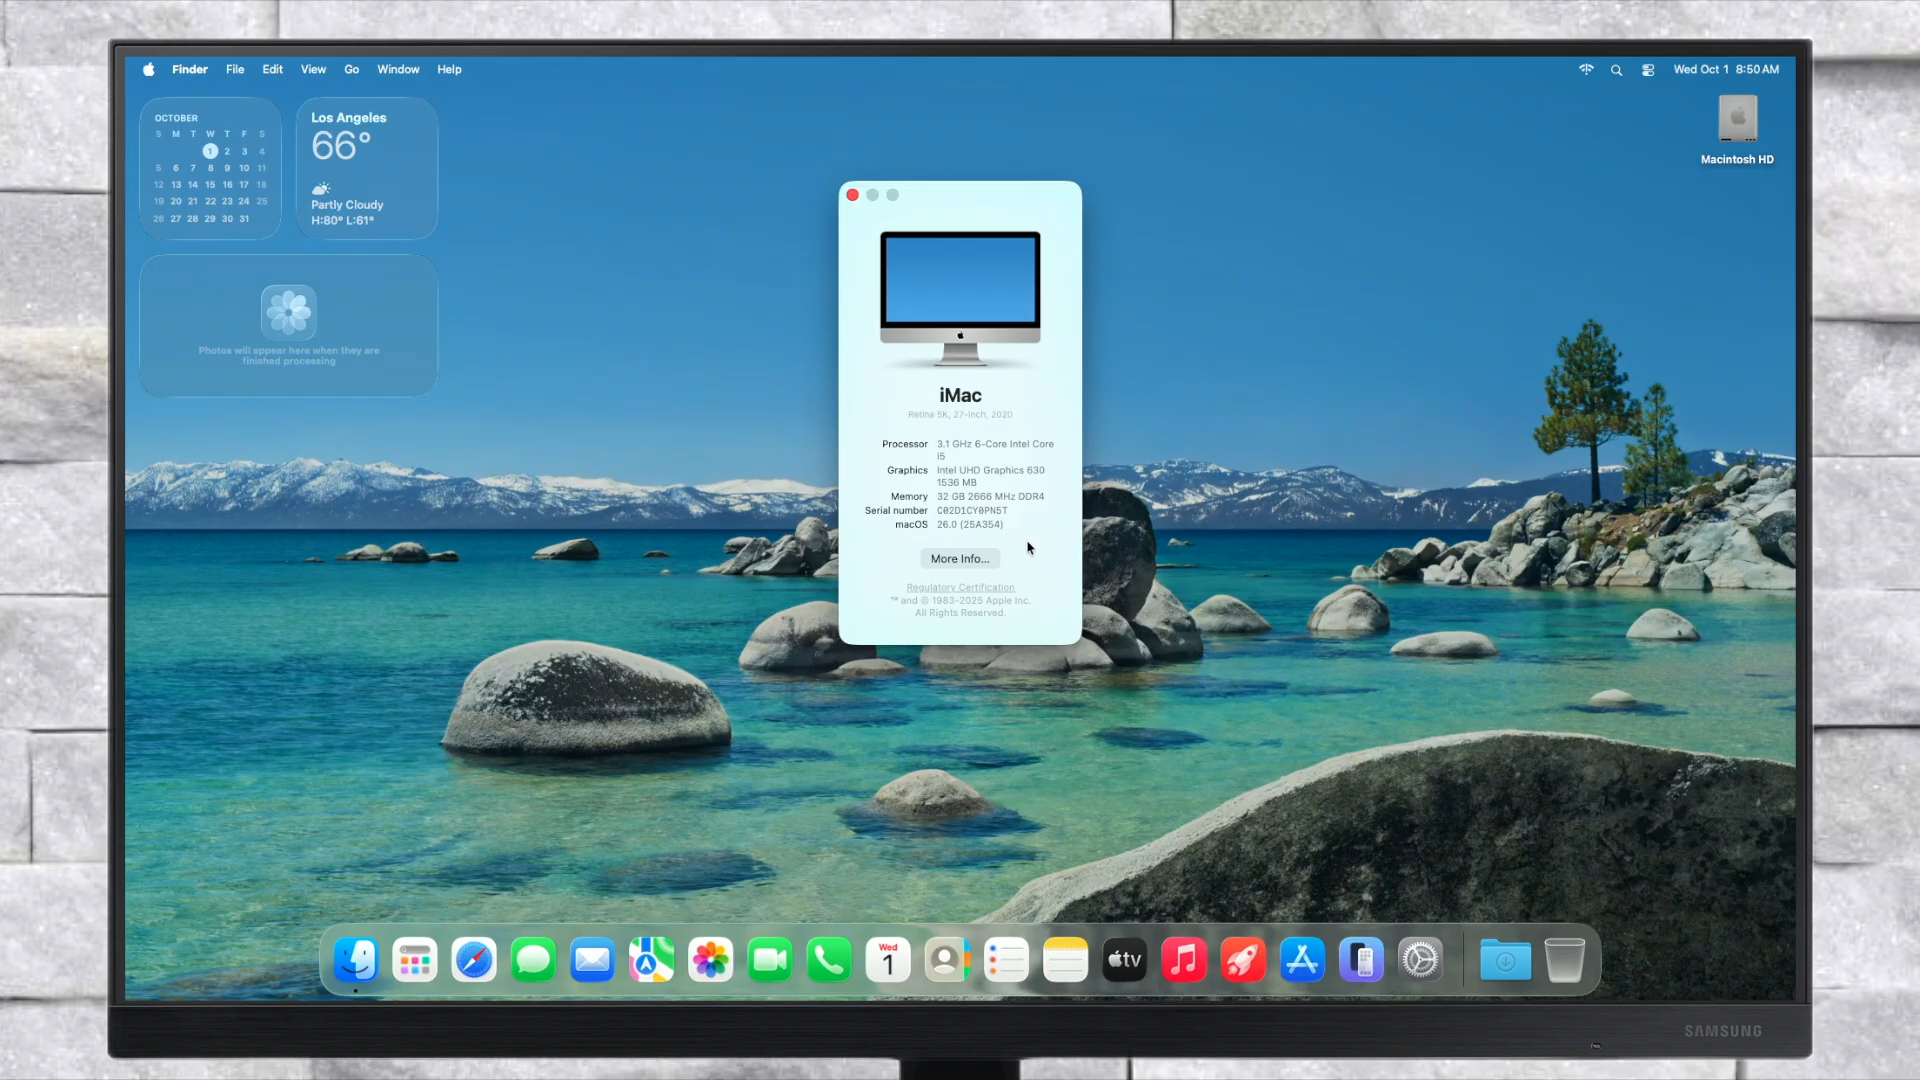 Finder File Edit View Go Window Help
Wed Oct 1 8:50 AM
OCTOBER
S M T W T F S
1 2 3 4
5 6 7 8 9 10 11
12 13 14 15 16 17 18
19 20 21 22 23 24 25
26 27 28 29 30 31
Los Angeles
66°
Partly Cloudy
H:80° L:61°
Photos will appear here when they are
finished processing
Macintosh HD
iMac
Retina 5K, 27-inch, 2020
Processor 3.1 GHz 6-Core Intel Core
i5
Graphics Intel UHD Graphics 630
1536 MB
Memory 32 GB 2666 MHz DDR4
Serial number C02D1CY0PN5T
macOS 26.0 (25A354)
More Info...
Regulatory Certification
™ and © 1983-2025 Apple Inc.
All Rights Reserved.
Wed
1
tv
SAMSUNG